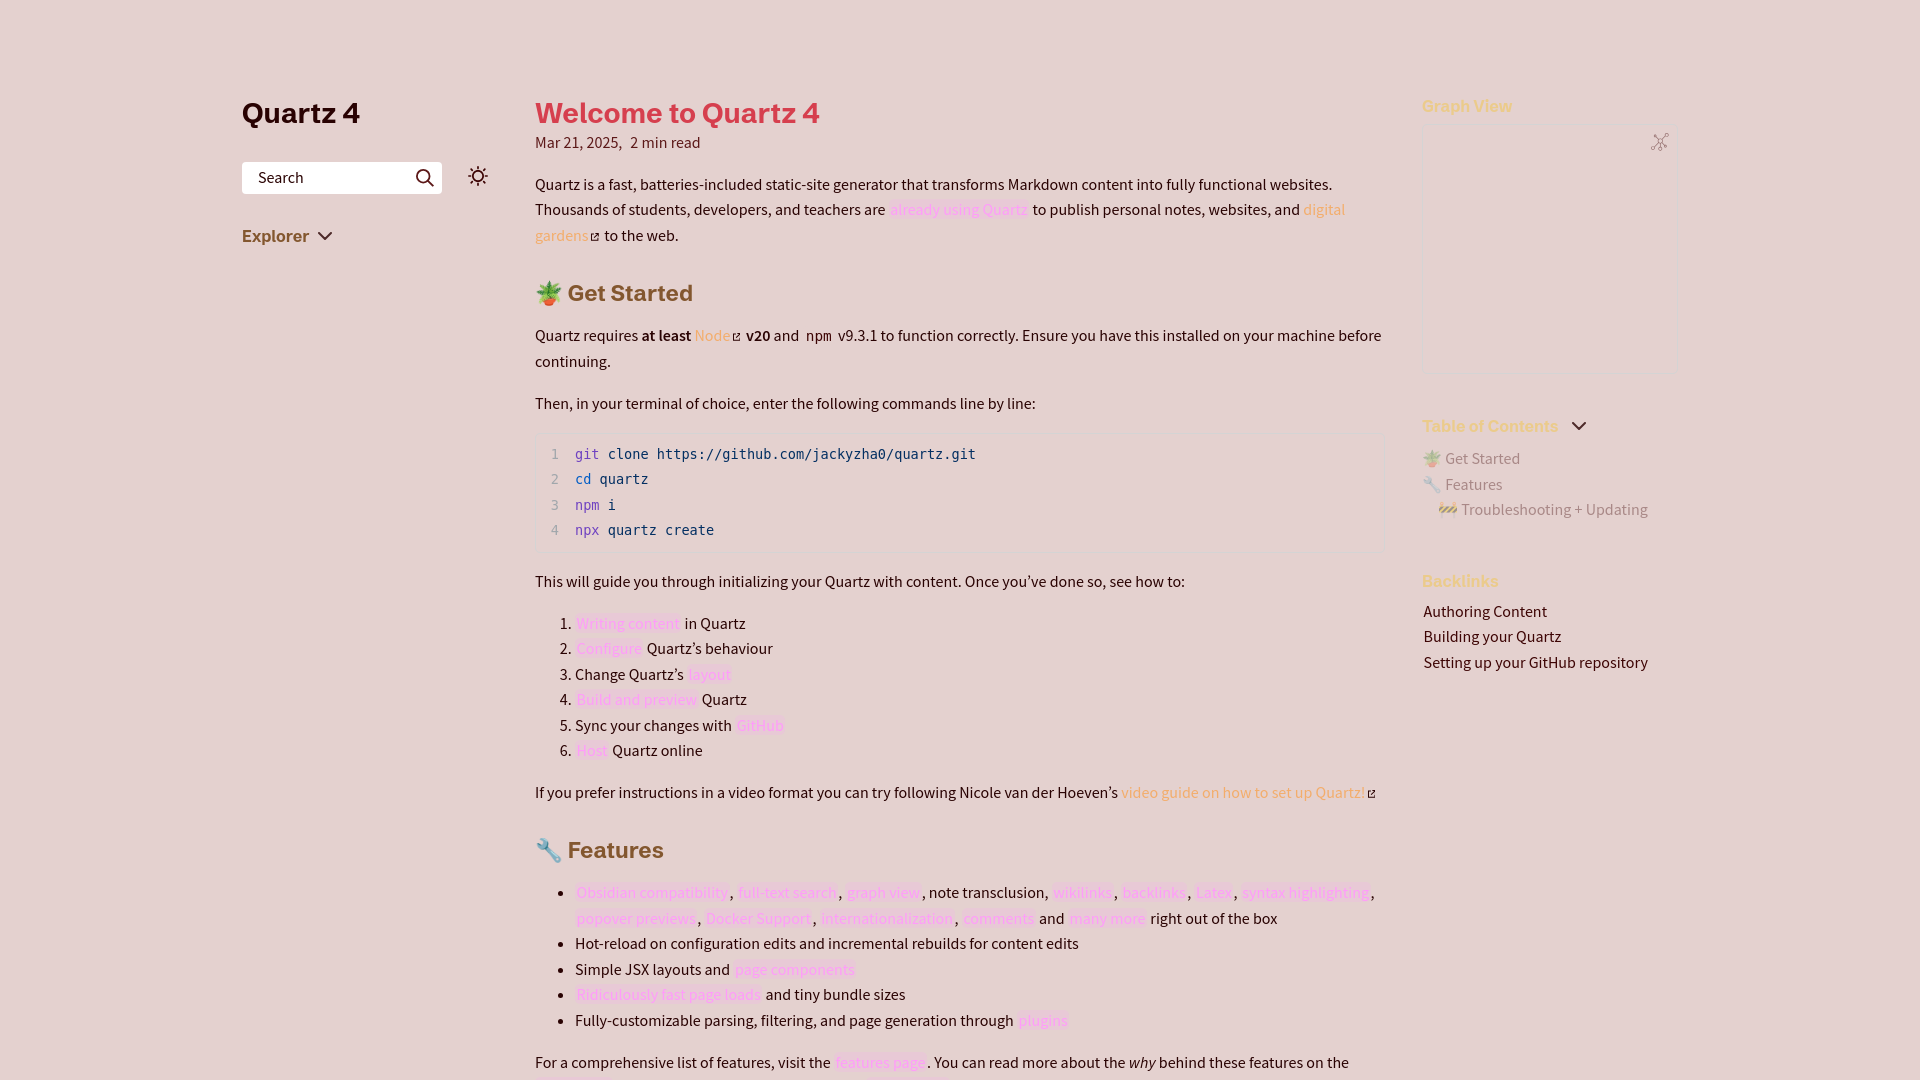 Quartz 4
Search
Explorer
Welcome to Quartz 4
Mar 21, 2025, 2 min read
Quartz is a fast, batteries-included static-site generator that transforms Markdown content into fully functional websites.
Thousands of students, developers, and teachers are already using Quartz to publish personal notes, websites, and digital
gardens to the web.
🪴 Get Started
Quartz requires at least Node v20 and npm v9.3.1 to function correctly. Ensure you have this installed on your machine before
continuing.
Then, in your terminal of choice, enter the following commands line by line:
1 git clone https://github.com/jackyzha0/quartz.git
2 cd quartz
3 npm i
4 npx quartz create
This will guide you through initializing your Quartz with content. Once you’ve done so, see how to:
1. Writing content in Quartz
2. Configure Quartz’s behaviour
3. Change Quartz’s layout
4. Build and preview Quartz
5. Sync your changes with GitHub
6. Host Quartz online
If you prefer instructions in a video format you can try following Nicole van der Hoeven’s video guide on how to set up Quartz!
🔧 Features
• Obsidian compatibility, full-text search, graph view, note transclusion, wikilinks, backlinks, Latex, syntax highlighting,
popover previews, Docker Support, internationalization, comments and many more right out of the box
• Hot-reload on configuration edits and incremental rebuilds for content edits
• Simple JSX layouts and page components
• Ridiculously fast page loads and tiny bundle sizes
• Fully-customizable parsing, filtering, and page generation through plugins
For a comprehensive list of features, visit the features page. You can read more about the why behind these features on the
Graph View
Table of Contents
🪴 Get Started
🔧 Features
🚧 Troubleshooting + Updating
Backlinks
Authoring Content
Building your Quartz
Setting up your GitHub repository